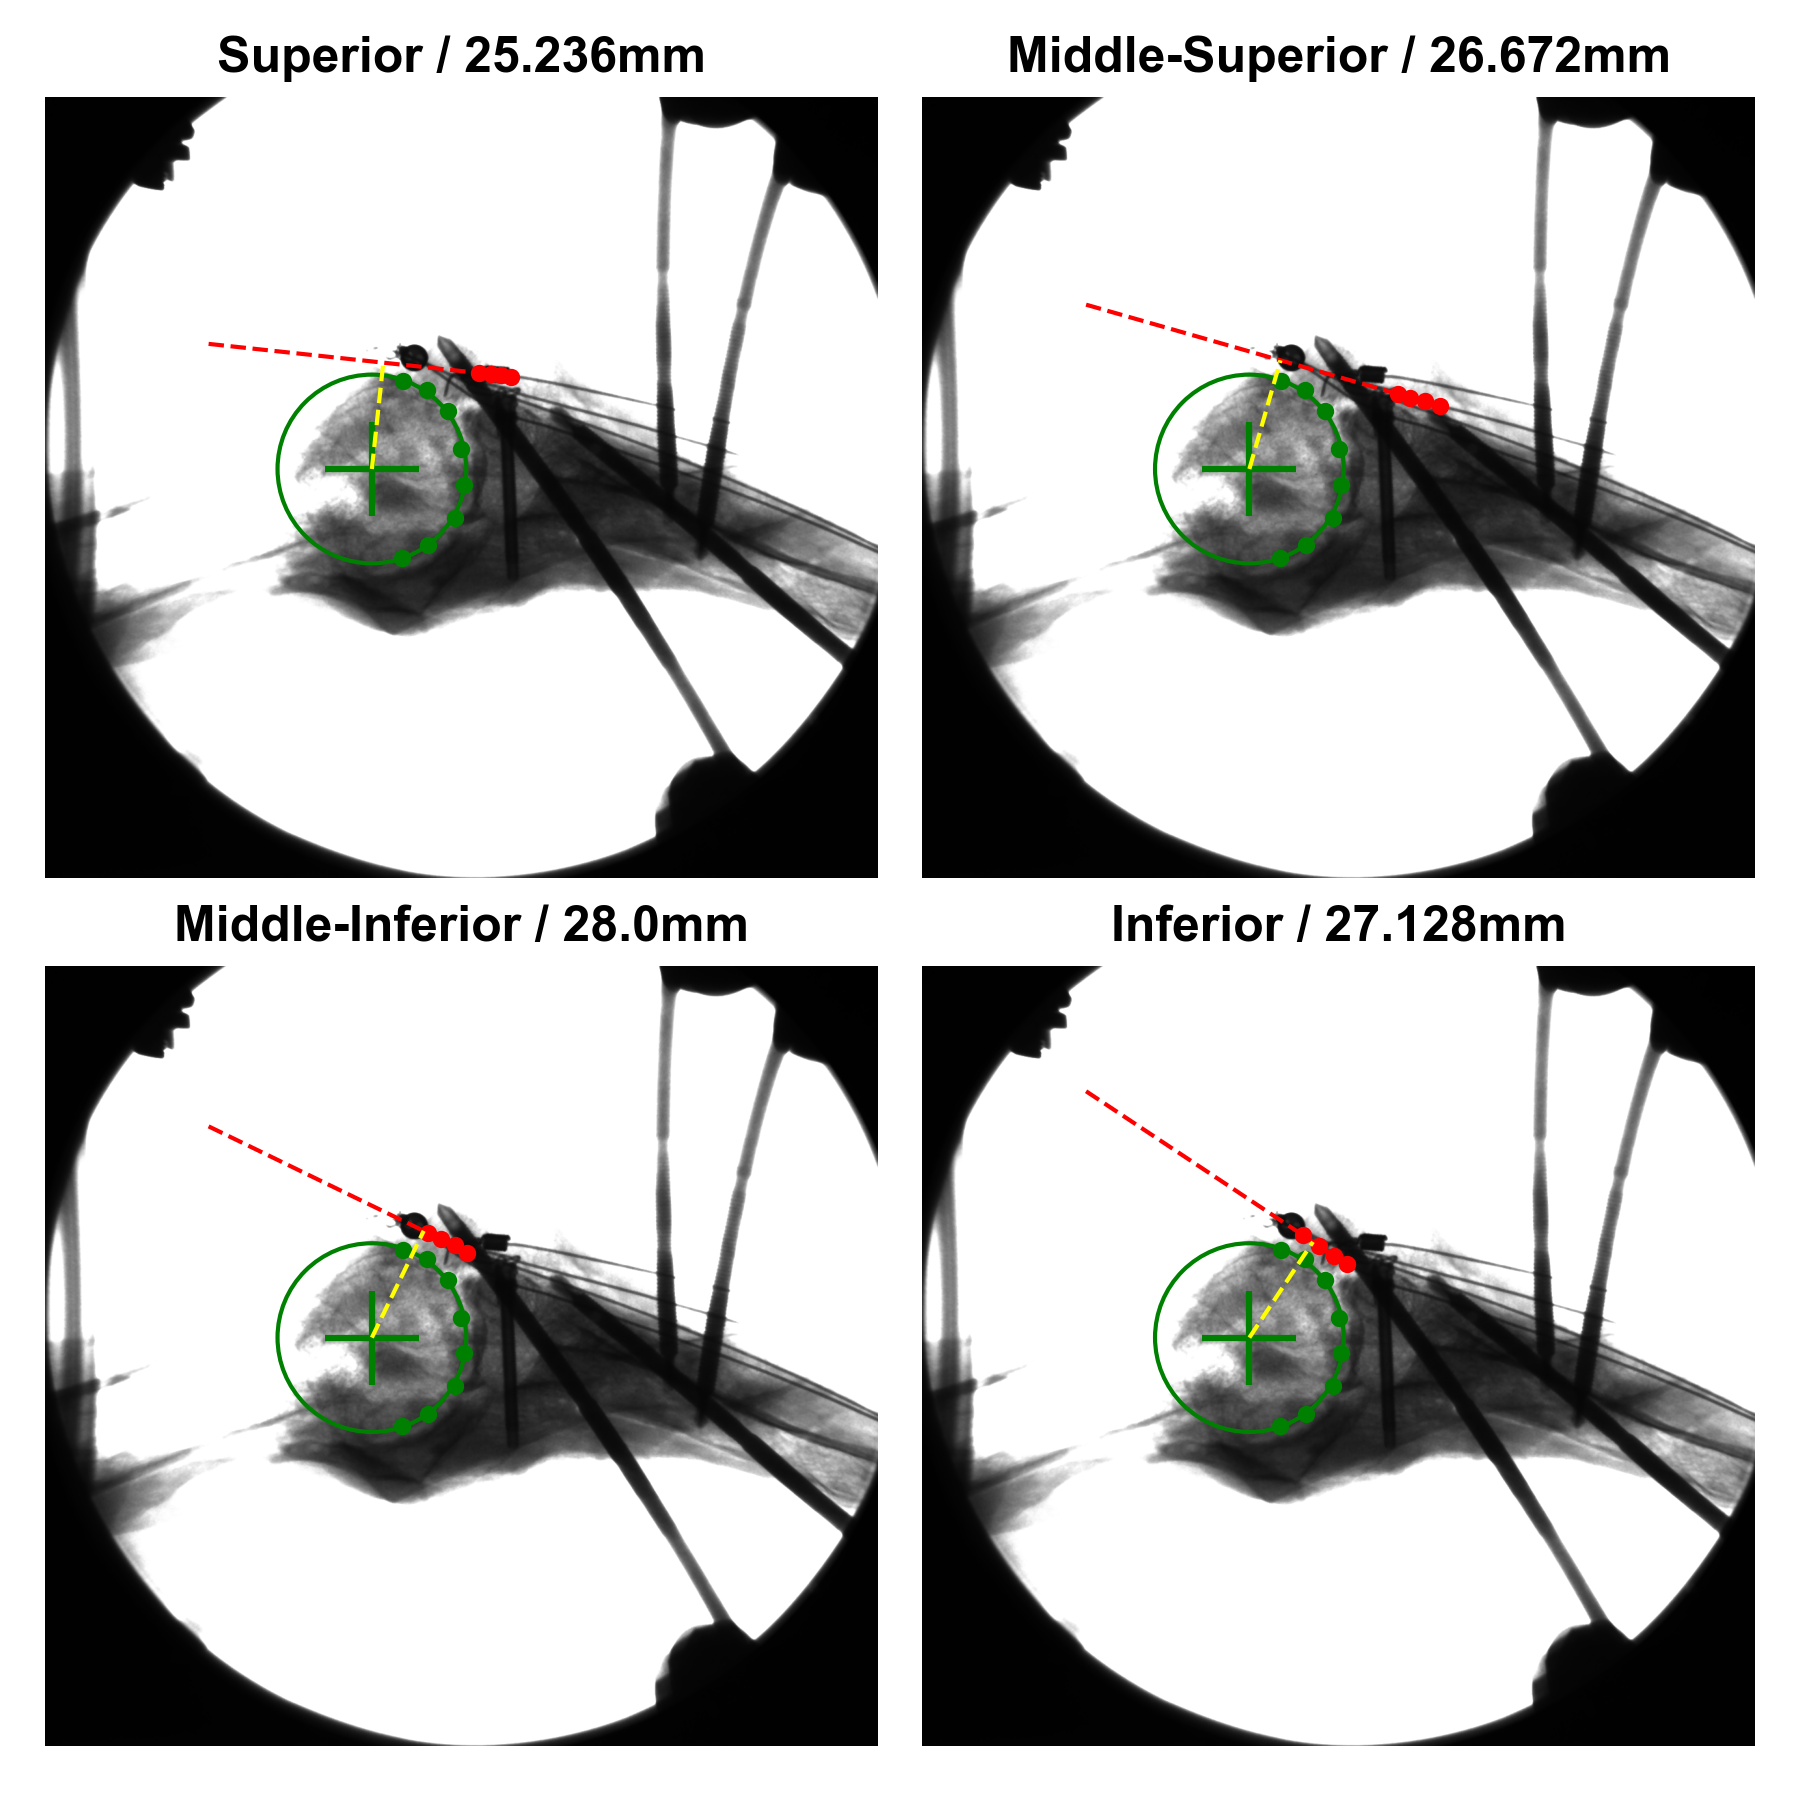 Superior / 25.236mm
Middle-Superior / 26.672mm
Middle-Inferior / 28.0mm
Inferior / 27.128mm